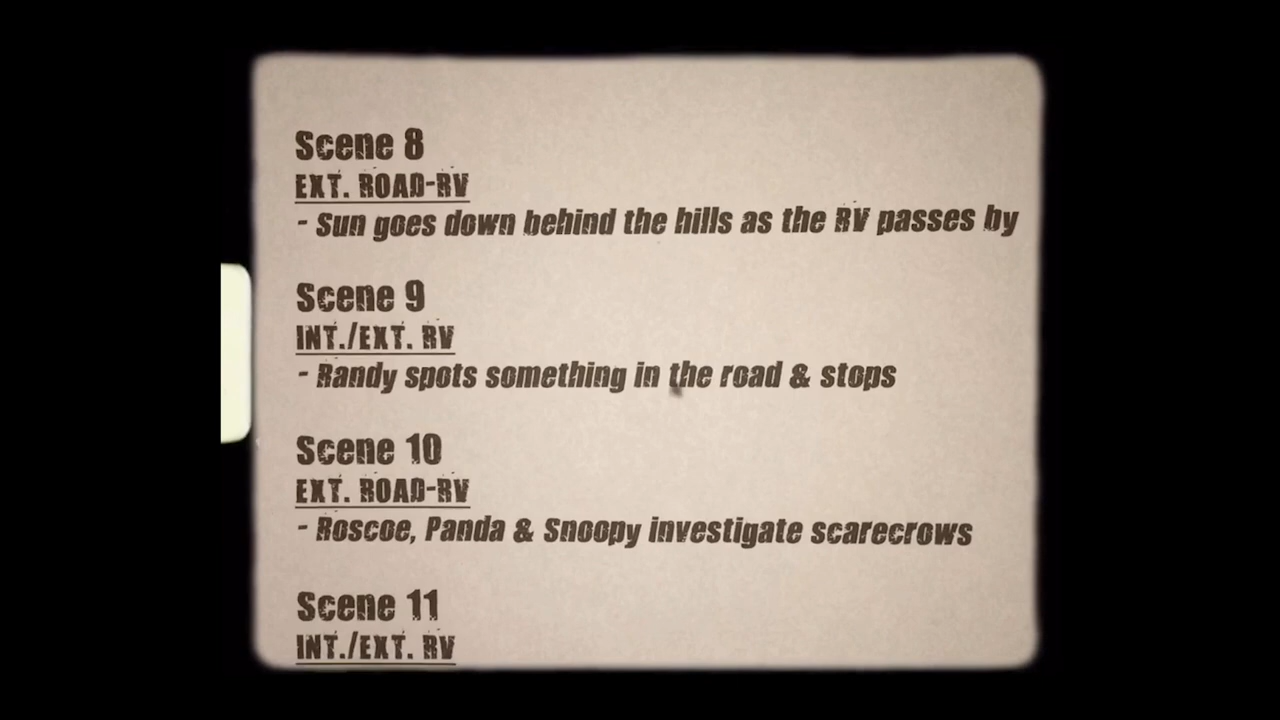 Scene 8
EXT. ROAD-RV
- Sun goes down behind the hills as the RV passes by
Scene 9
INT./EXT. RV
- Randy spots something in the road & stops
Scene 10
EXT. ROAD-RV
- Roscoe, Panda & Snoopy investigate scarecrows
Scene 11
INT./EXT. RV